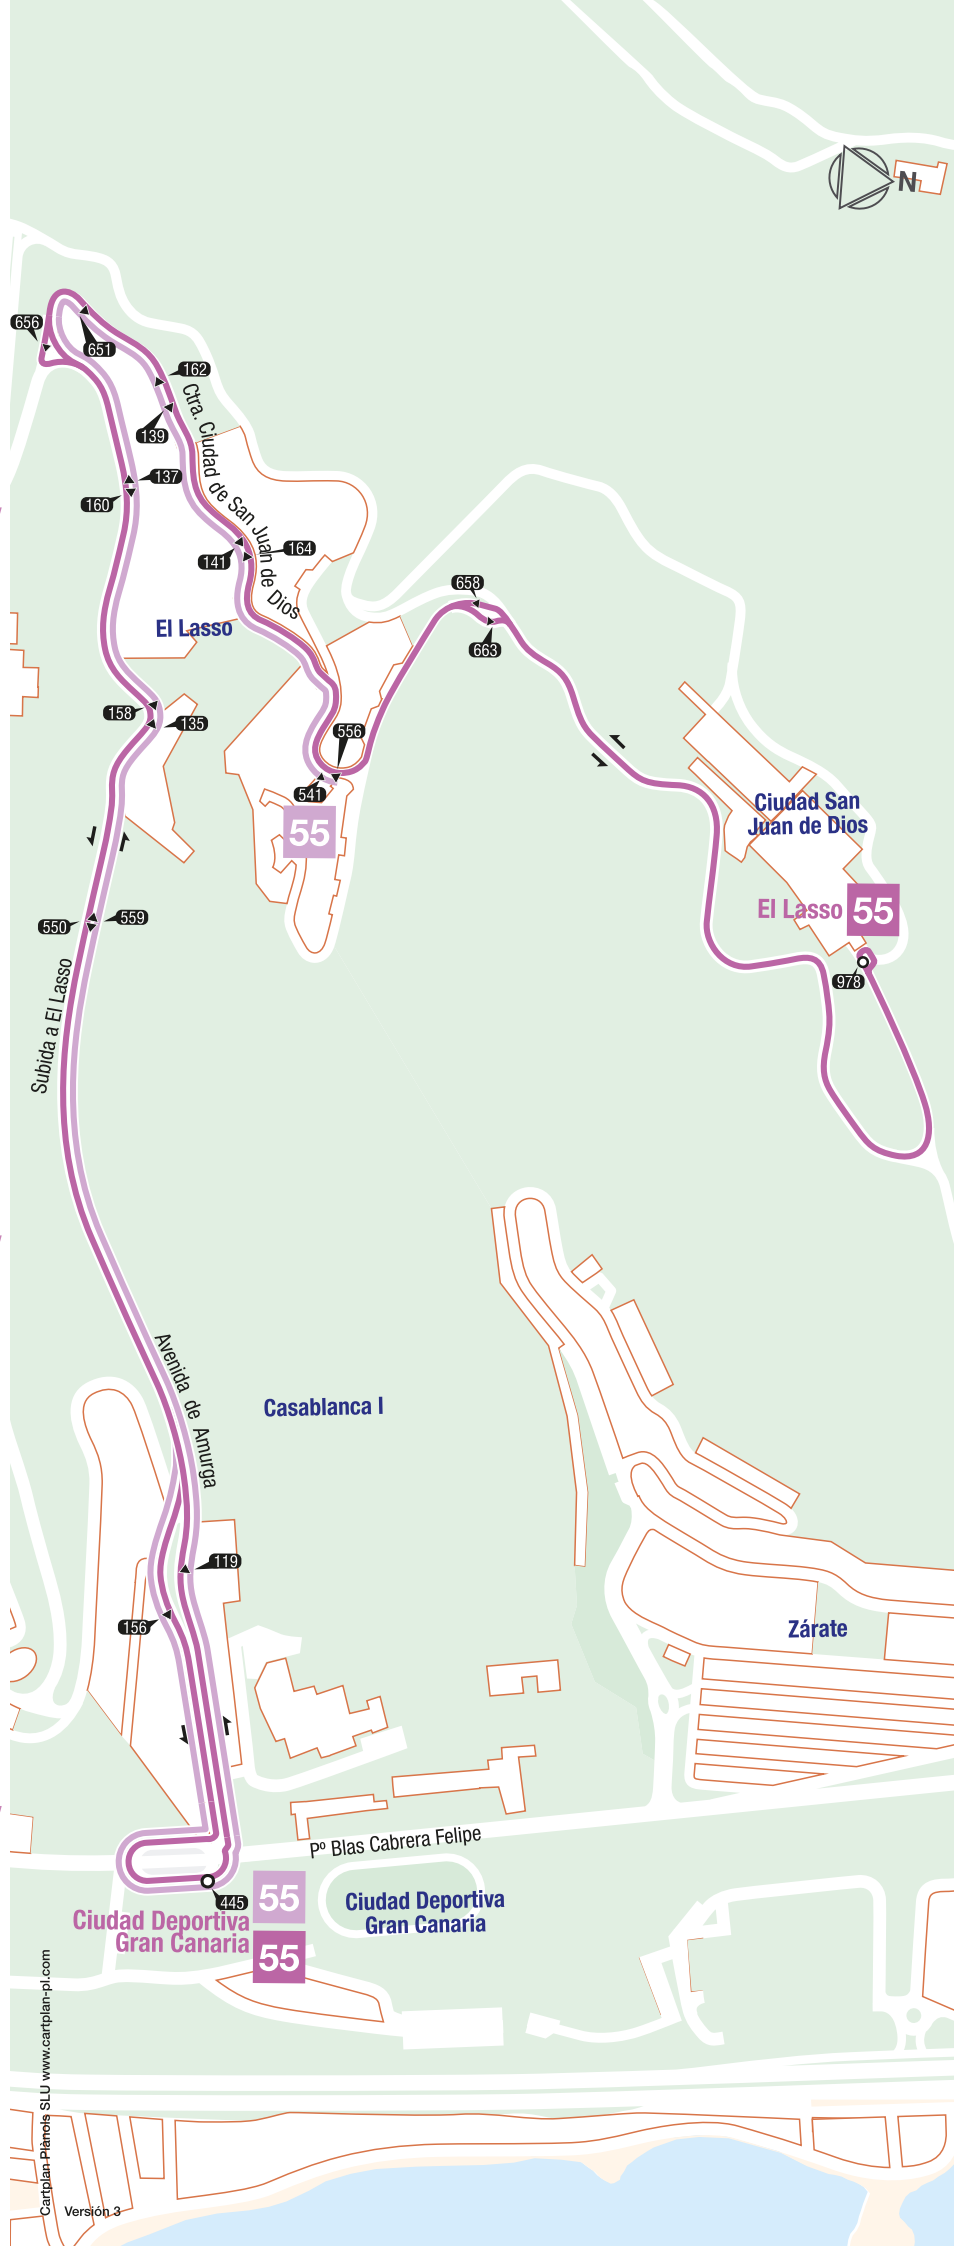 N
656
651
162
139
Ctra. Ciudad de San Juan de Dios
137
160
141
164
El Lasso
658
663
158
135
556
541
55
Ciudad San
Juan de Dios
El Lasso
55
978
550
559
Subida a El Lasso
Avenida de Amurga
Casablanca I
119
156
Zárate
Pº Blas Cabrera Felipe
445
55
Ciudad Deportiva
Gran Canaria
55
Ciudad Deportiva
Gran Canaria
Cartplan Plànols SLU www.cartplan-pl.com
Versión 3